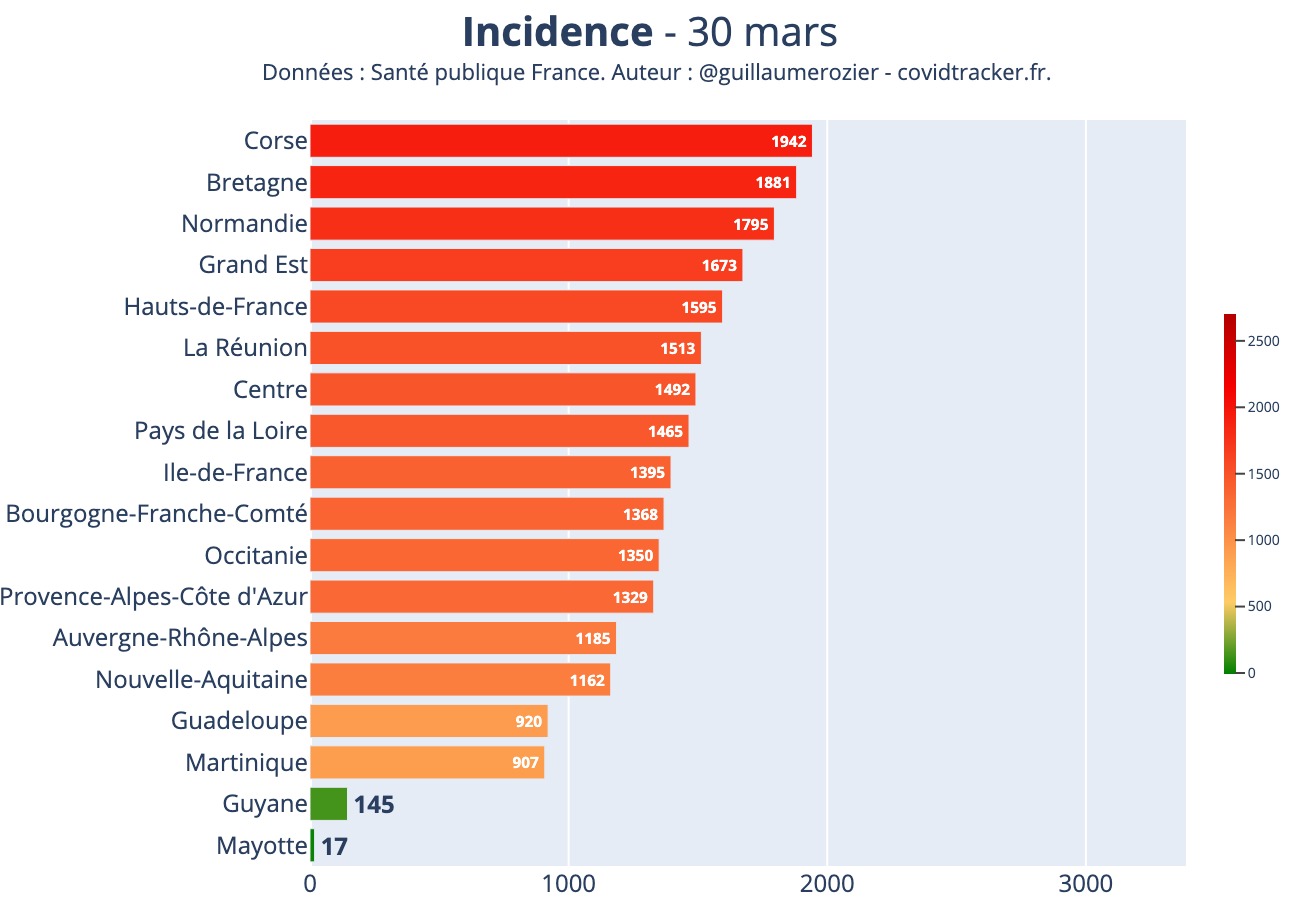 Incidence - 30 mars
Données : Santé publique France. Auteur : @guillaumerozier - covidtracker.fr.
Corse 1942
Bretagne 1881
Normandie 1795
Grand Est 1673
Hauts-de-France 1595
La Réunion 1513
Centre 1492
Pays de la Loire 1465
Ile-de-France 1395
Bourgogne-Franche-Comté 1368
Occitanie 1350
Provence-Alpes-Côte d'Azur 1329
Auvergne-Rhône-Alpes 1185
Nouvelle-Aquitaine 1162
Guadeloupe 920
Martinique 907
Guyane 145
Mayotte 17
0 1000 2000 3000
2500
2000
1500
1000
500
0